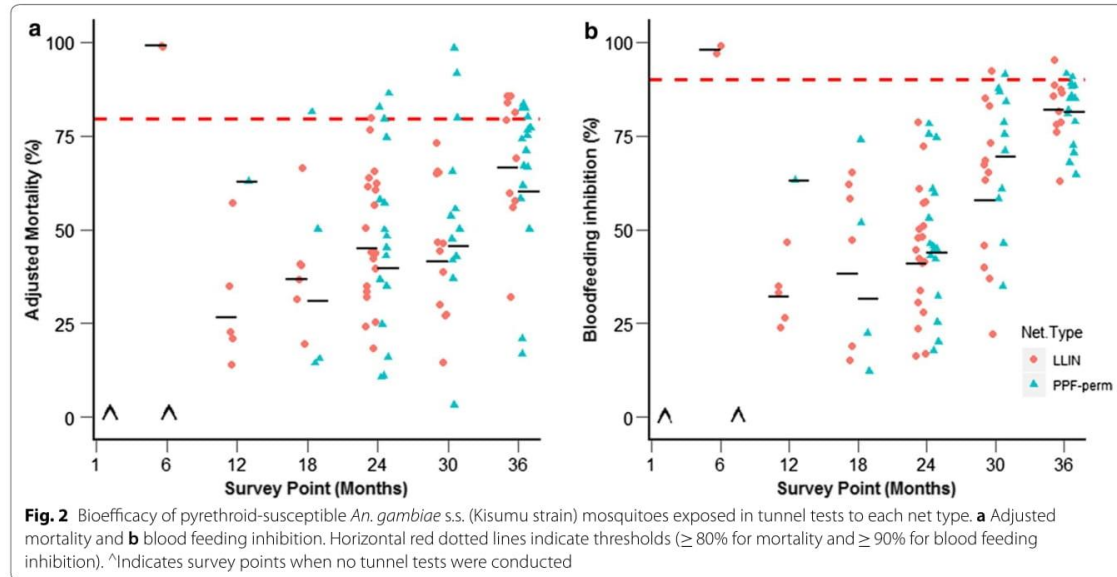 a
100
75
50
25
0
Adjusted Mortality (%)
1 6 12 18 24 30 36
Survey Point (Months)
b
100
75
50
25
0
Bloodfeeding inhibition (%)
1 6 12 18 24 30 36
Survey Point (Months)
Net.Type
LLIN
PPF-perm
Fig. 2 Bioefficacy of pyrethroid-susceptible An. gambiae s.s. (Kisumu strain) mosquitoes exposed in tunnel tests to each net type. a Adjusted
mortality and b blood feeding inhibition. Horizontal red dotted lines indicate thresholds (≥ 80% for mortality and ≥ 90% for blood feeding
inhibition). ^Indicates survey points when no tunnel tests were conducted